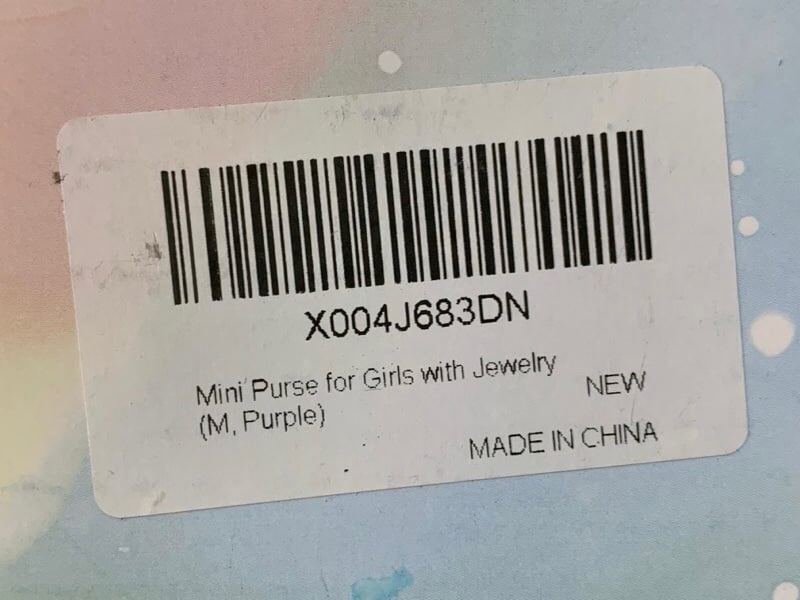 X004J683DN
Mini Purse for Girls with Jewelry
(M, Purple)
NEW
MADE IN CHINA